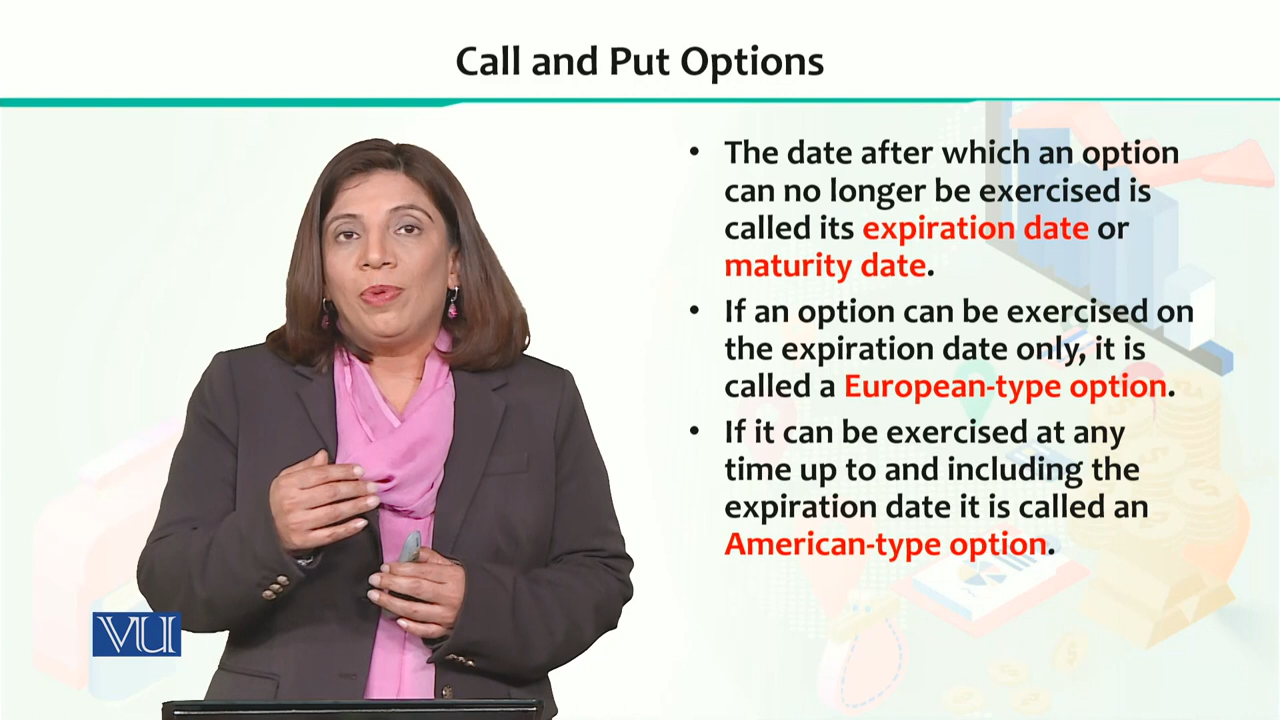 Call and Put Options
• The date after which an option
can no longer be exercised is
called its expiration date or
maturity date.
• If an option can be exercised on
the expiration date only, it is
called a European-type option.
• If it can be exercised at any
time up to and including the
expiration date it is called an
American-type option.
VU